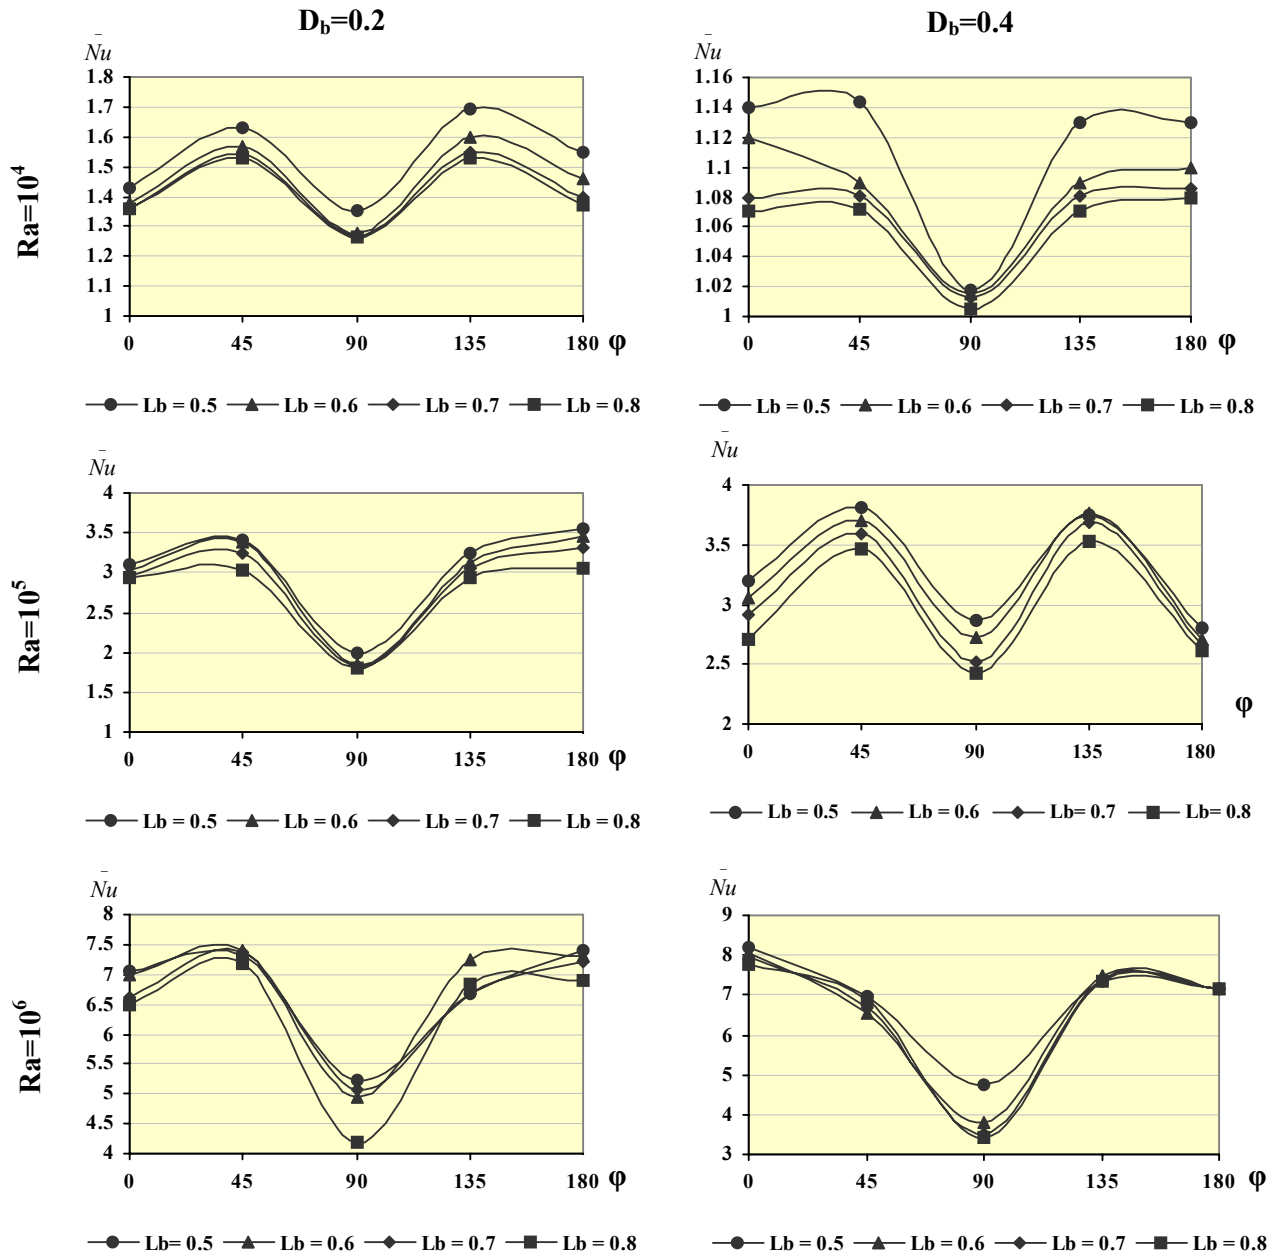 D_b=0.2
D_b=0.4
Ra=10^4
N̄u
1.8
1.7
1.6
1.5
1.4
1.3
1.2
1.1
1
0 45 90 135 180 φ
Lb = 0.5 Lb = 0.6 Lb = 0.7 Lb = 0.8
N̄u
1.16
1.14
1.12
1.1
1.08
1.06
1.04
1.02
1
0 45 90 135 180 φ
Lb = 0.5 Lb = 0.6 Lb = 0.7 Lb = 0.8
Ra=10^5
N̄u
4
3.5
3
2.5
2
1.5
1
0 45 90 135 180 φ
Lb = 0.5 Lb = 0.6 Lb = 0.7 Lb = 0.8
N̄u
4
3.5
3
2.5
2
φ
0 45 90 135 180
Lb = 0.5 Lb = 0.6 Lb= 0.7 Lb= 0.8
Ra=10^6
N̄u
8
7.5
7
6.5
6
5.5
5
4.5
4
0 45 90 135 180 φ
Lb= 0.5 Lb = 0.6 Lb = 0.7 Lb = 0.8
N̄u
9
8
7
6
5
4
3
0 45 90 135 180 φ
Lb = 0.5 Lb = 0.6 Lb = 0.7 Lb = 0.8